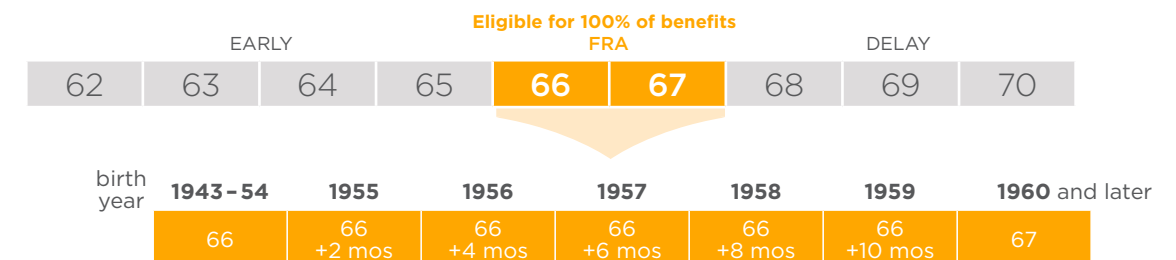 Eligible for 100% of benefits
EARLY FRA DELAY
62 63 64 65 66 67 68 69 70
birth year 1943–54 1955 1956 1957 1958 1959 1960 and later
66 66 66 66 66 66 67
+2 mos +4 mos +6 mos +8 mos +10 mos